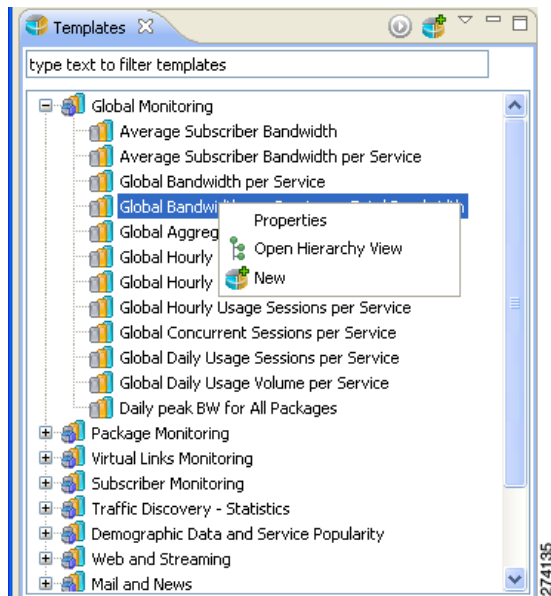 Templates
type text to filter templates
Global Monitoring
Average Subscriber Bandwidth
Average Subscriber Bandwidth per Service
Global Bandwidth per Service
Global
Properties
Global
Open Hierarchy View
Global Hourly
New
Global Hourly
Global Hourly Usage Sessions per Service
Global Concurrent Sessions per Service
Global Daily Usage Sessions per Service
Global Daily Usage Volume per Service
Daily peak BW for All Packages
Package Monitoring
Virtual Links Monitoring
Subscriber Monitoring
Traffic Discovery - Statistics
Demographic Data and Service Popularity
Web and Streaming
Mail and News
274135